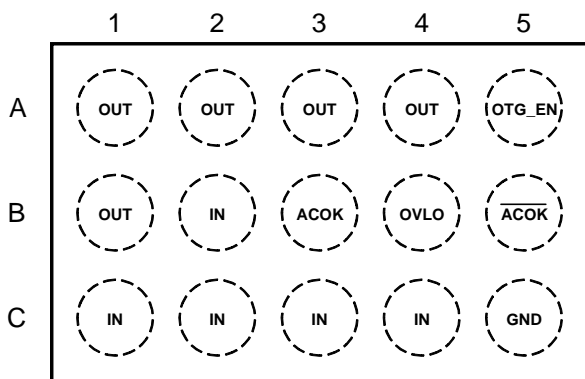 1 2 3 4 5
A OUT OUT OUT OUT OTG_EN
B OUT IN ACOK OVLO A̅C̅O̅K̅
C IN IN IN IN GND